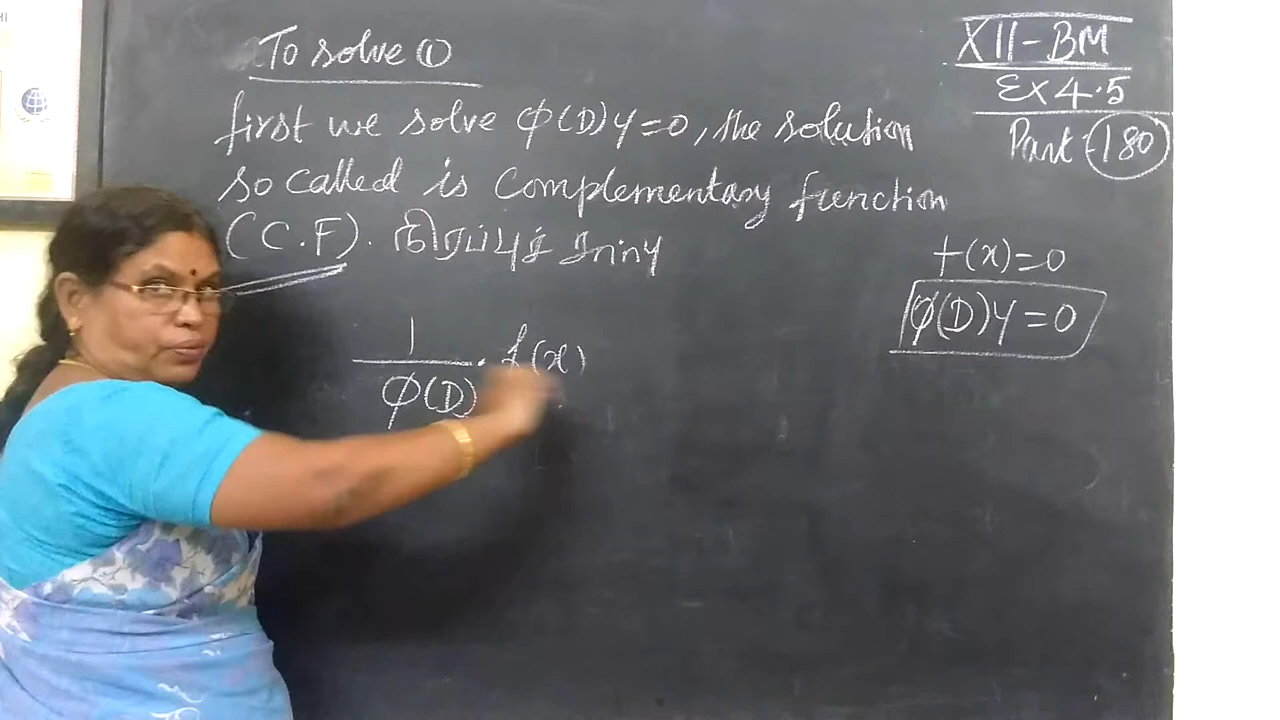 To solve ①
first we solve φ(D)y=0, the solution
so called is Complementary function
(C.F). நிரப்புச் சார்பு
1
φ(D) . f(x)
XII-BM
Ex 4.5
Part-180
f(x)=0
φ(D)y=0